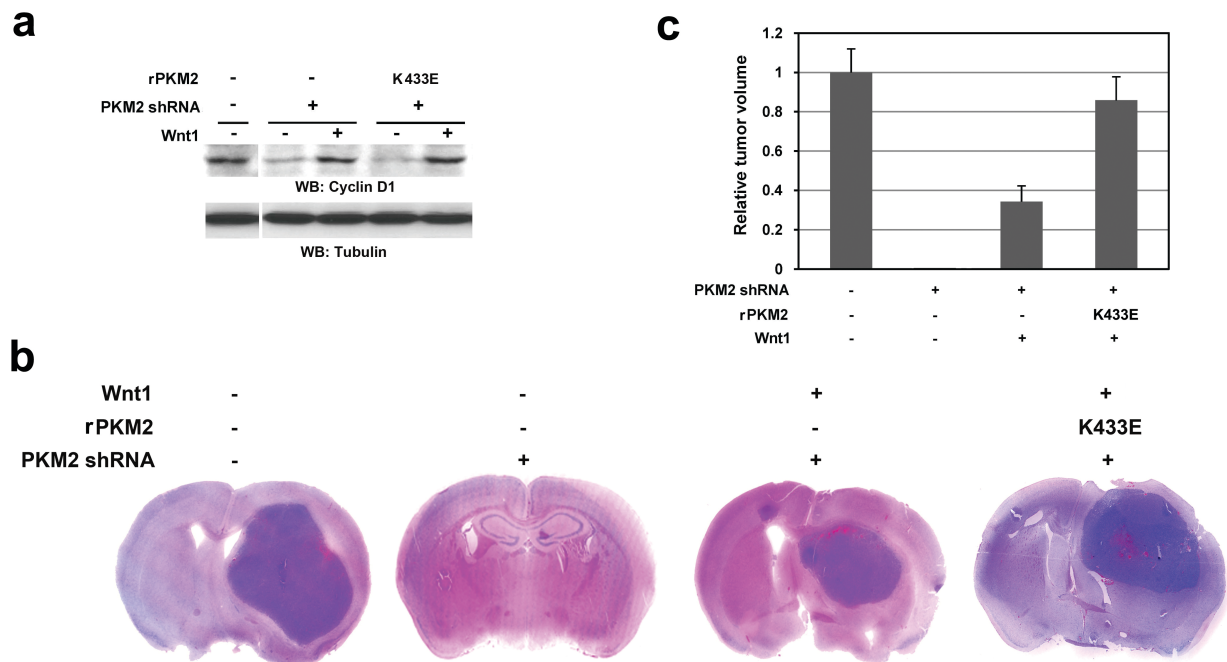 a
rPKM2 - - K433E
PKM2 shRNA - + +
Wnt1 - - + - +
WB: Cyclin D1
WB: Tubulin
c
Relative tumor volume
1.2
1
0.8
0.6
0.4
0.2
0
PKM2 shRNA - + + +
rPKM2 - - - K433E
Wnt1 - - + +
b
Wnt1 - - + +
rPKM2 - - - K433E
PKM2 shRNA - + + +